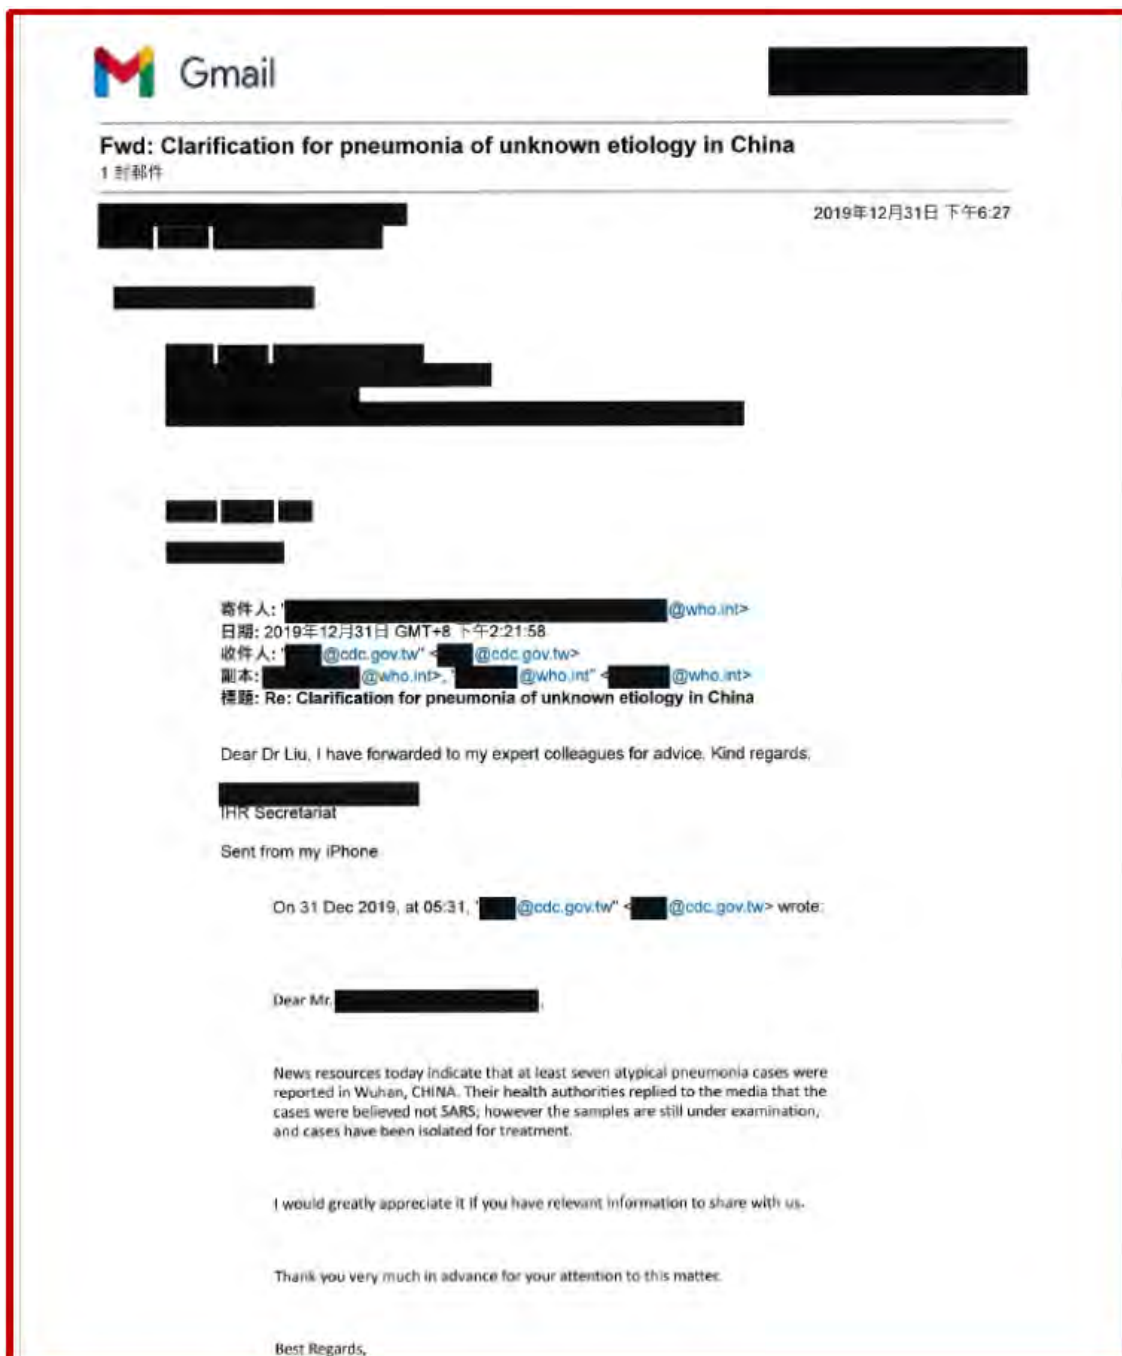 Gmail
Fwd: Clarification for pneumonia of unknown etiology in China
1 封郵件
2019年12月31日 下午6:27
寄件人: " @who.int>
日期: 2019年12月31日 GMT+8 下午2:21:58
收件人: " @cdc.gov.tw" < @cdc.gov.tw>
副本: @who.int>, " @who.int" < @who.int>
標題: Re: Clarification for pneumonia of unknown etiology in China
Dear Dr Liu, I have forwarded to my expert colleagues for advice. Kind regards,
IHR Secretariat
Sent from my iPhone
On 31 Dec 2019, at 05:31, " @cdc.gov.tw" < @cdc.gov.tw> wrote:
Dear Mr. ,
News resources today indicate that at least seven atypical pneumonia cases were
reported in Wuhan, CHINA. Their health authorities replied to the media that the
cases were believed not SARS; however the samples are still under examination,
and cases have been isolated for treatment.
I would greatly appreciate it if you have relevant information to share with us.
Thank you very much in advance for your attention to this matter.
Best Regards,